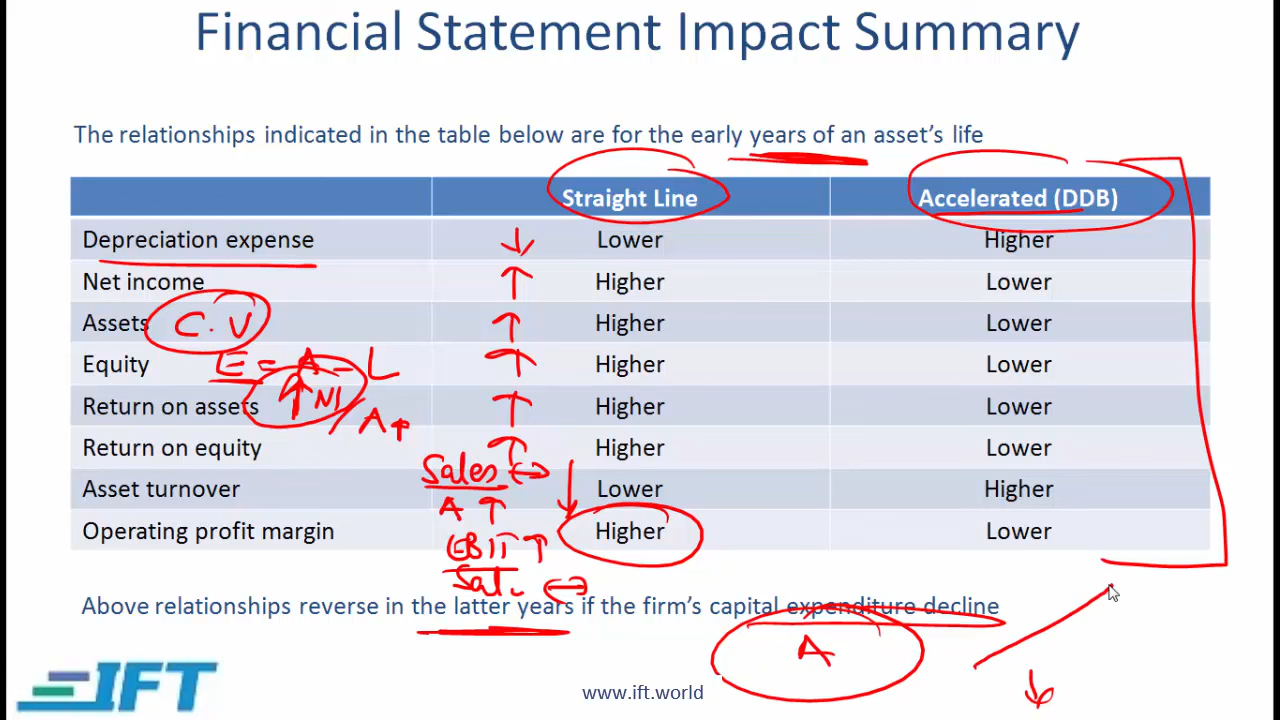 Financial Statement Impact Summary
The relationships indicated in the table below are for the early years of an asset's life
Straight Line Accelerated (DDB)
Depreciation expense ↓ Lower Higher
Net income ↑ Higher Lower
Assets C.V ↑ Higher Lower
Equity E = A - L ↑ Higher Lower
Return on assets ↑ NI / A↑ ↑ Higher Lower
Return on equity ↑ Higher Lower
Sales ↔
Asset turnover ↓ Lower Higher
A ↑
Operating profit margin Higher Lower
EBIT ↑
Sale ↔
Above relationships reverse in the latter years if the firm's capital expenditure decline
A
IFT
www.ift.world
↓